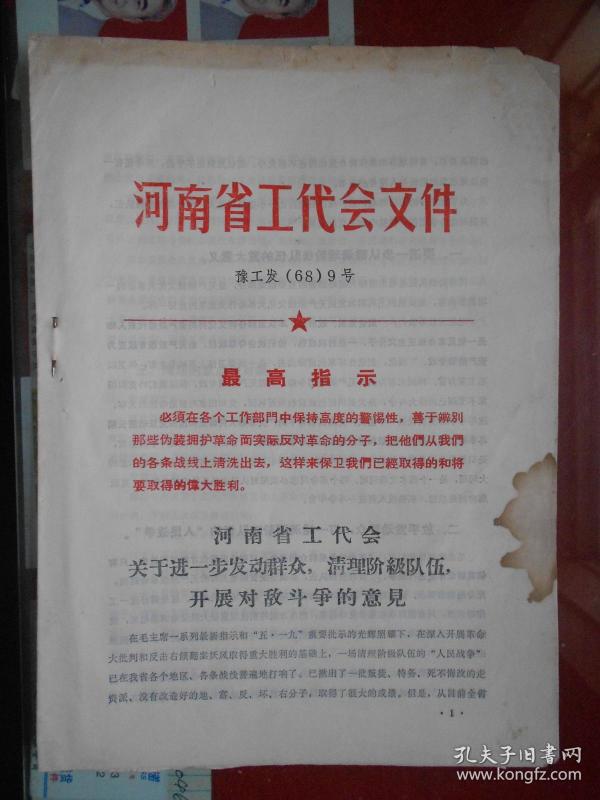 河南省工代会文件
豫工发(68)9号
最高指示
必須在各个工作部門中保持高度的警惕性，善于辨別
那些伪装拥护革命而实际反对革命的分子，把他們从我們
的各条战线上清洗出去，这样来保卫我們已經取得的和将
要取得的偉大胜利。
河南省工代会
关于进一步发动群众，清理阶級队伍，
开展对敌斗爭的意見
在毛主席一系列最新指示和“五·一九”重要批示的光辉照耀下，在深入开展革命
大批判和反击右倾翻案妖风取得重大胜利的基础上，一场清理阶级队伍的“人民战争”
已在我省各个地区、各条战线普遍地打响了。已揪出了一批叛徒、特务、死不悔改的走
资派、没有改造好的地、富、反、坏、右分子，取得了很大的成绩。但是，从目前全省
·1·
孔夫子旧书网
www.kongfz.com